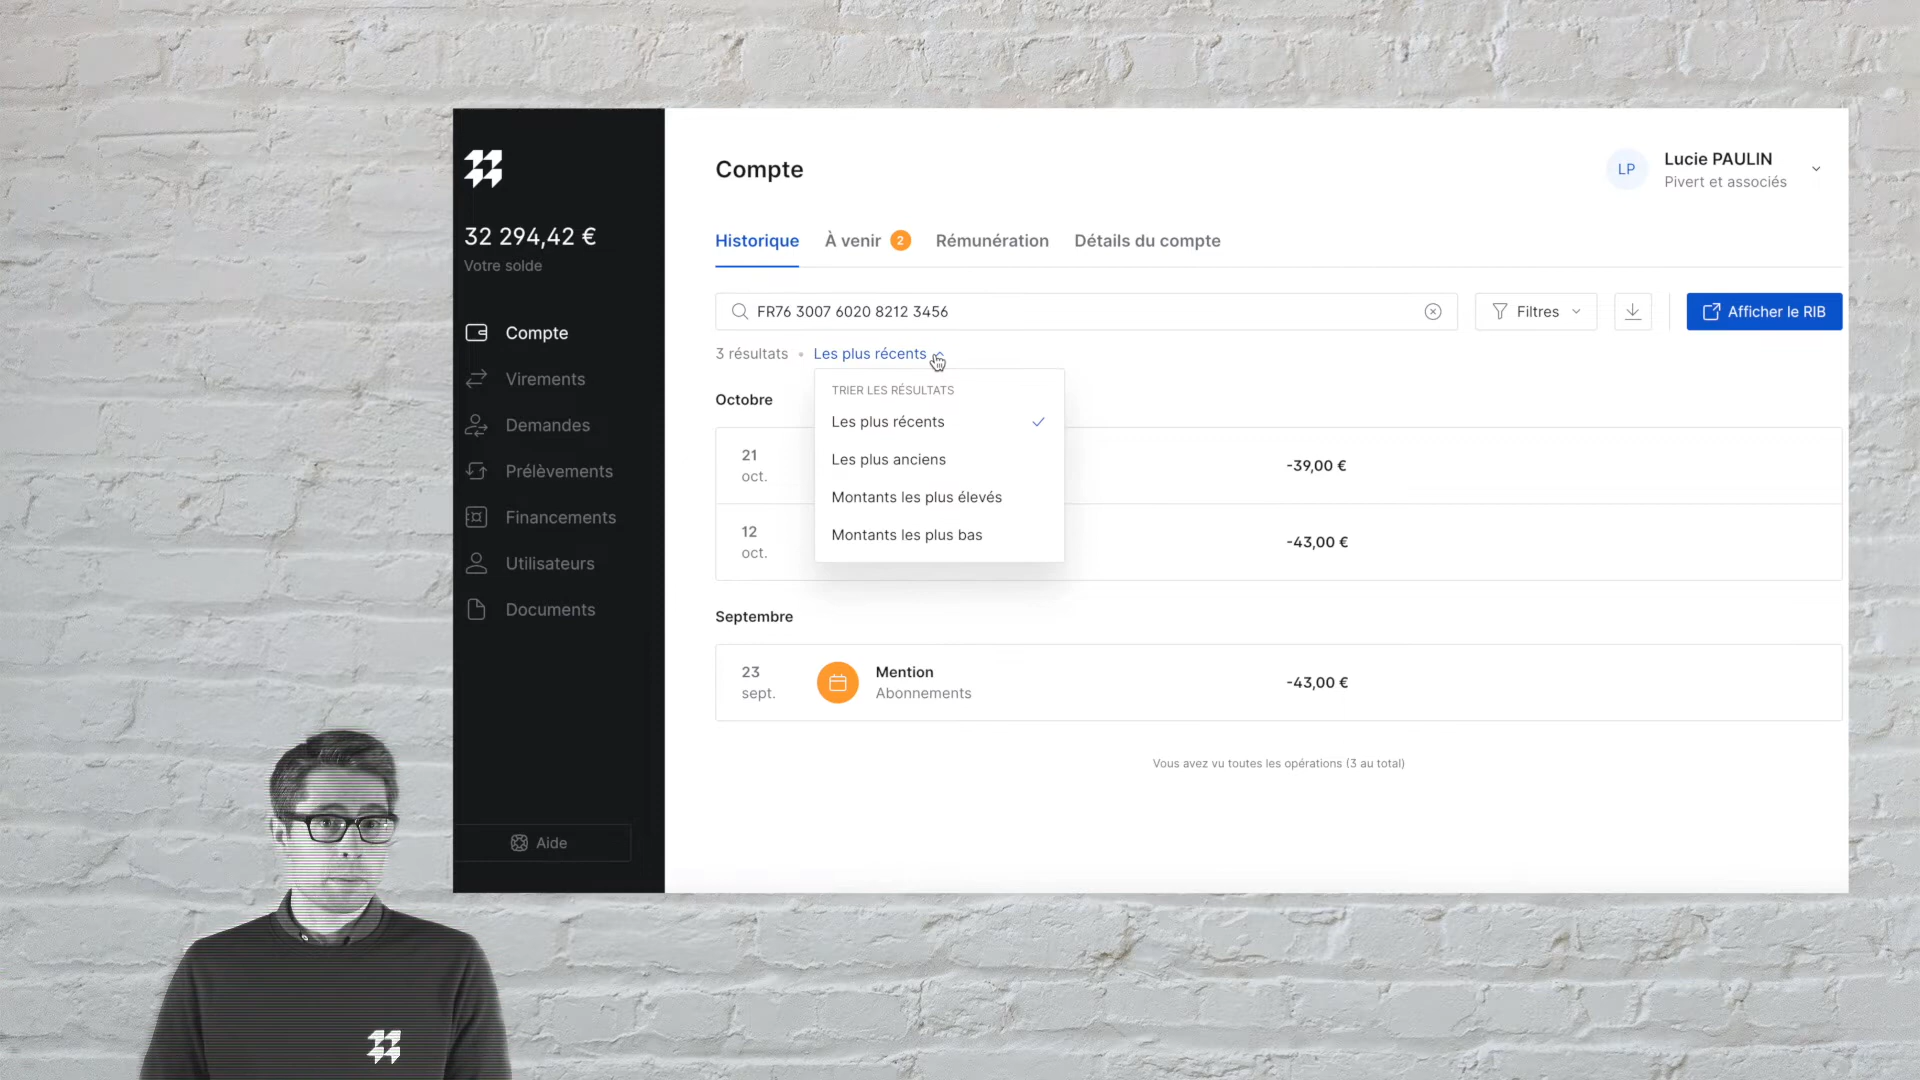 32 294,42 €
Votre solde
Compte
Virements
Demandes
Prélèvements
Financements
Utilisateurs
Documents
Aide
Compte
LP
Lucie PAULIN
Pivert et associés
Historique
À venir 2
Rémunération
Détails du compte
FR76 3007 6020 8212 3456
Filtres
Afficher le RIB
3 résultats • Les plus récents
TRIER LES RÉSULTATS
Les plus récents
Les plus anciens
Montants les plus élevés
Montants les plus bas
Octobre
21
oct.
-39,00 €
12
oct.
-43,00 €
Septembre
23
sept.
Mention
Abonnements
-43,00 €
Vous avez vu toutes les opérations (3 au total)